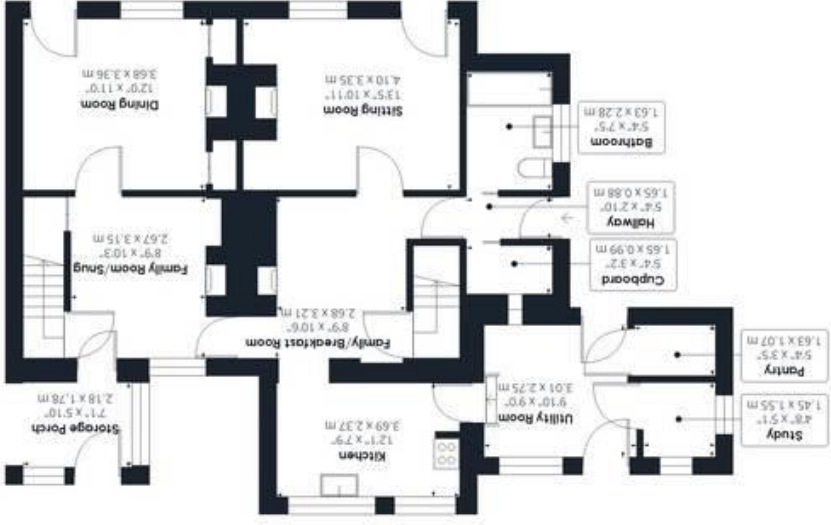 Kitchen
12'1" x 7'9"
3.69 x 2.37 m
Study
4'8" x 5'1"
1.45 x 1.55 m
Utility Room
9'10" x 9'0"
3.01 x 2.75 m
Storage Porch
7'1" x 5'10"
2.18 x 1.78 m
Pantry
5'4" x 3'5"
1.63 x 1.07 m
Family/Breakfast Room
8'9" x 10'6"
2.68 x 3.21 m
Cupboard
5'4" x 3'2"
1.65 x 0.99 m
Family Room/Snug
8'9" x 10'3"
2.67 x 3.15 m
Hallway
5'4" x 2'10"
1.65 x 0.88 m
Bathroom
5'4" x 7'5"
1.63 x 2.28 m
Sitting Room
13'5" x 10'11"
4.10 x 3.35 m
Dining Room
12'0" x 11'0"
3.68 x 3.36 m